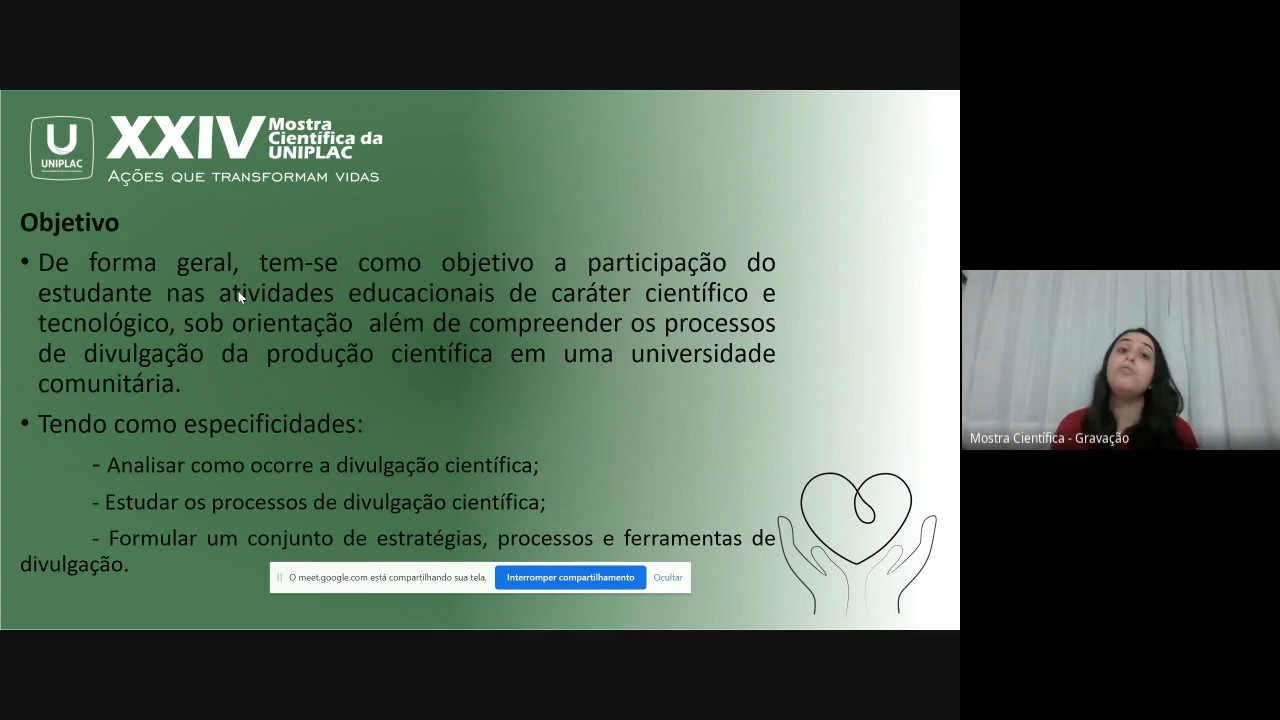 U
UNIPLAC
XXIV Mostra
Científica da
UNIPLAC
AÇÕES QUE TRANSFORMAM VIDAS
Objetivo
• De forma geral, tem-se como objetivo a participação do
estudante nas atividades educacionais de caráter científico e
tecnológico, sob orientação além de compreender os processos
de divulgação da produção científica em uma universidade
comunitária.
• Tendo como especificidades:
- Analisar como ocorre a divulgação científica;
- Estudar os processos de divulgação científica;
- Formular um conjunto de estratégias, processos e ferramentas de
divulgação.
O meet.google.com está compartilhando sua tela. Interromper compartilhamento Ocultar
Mostra Científica - Gravação